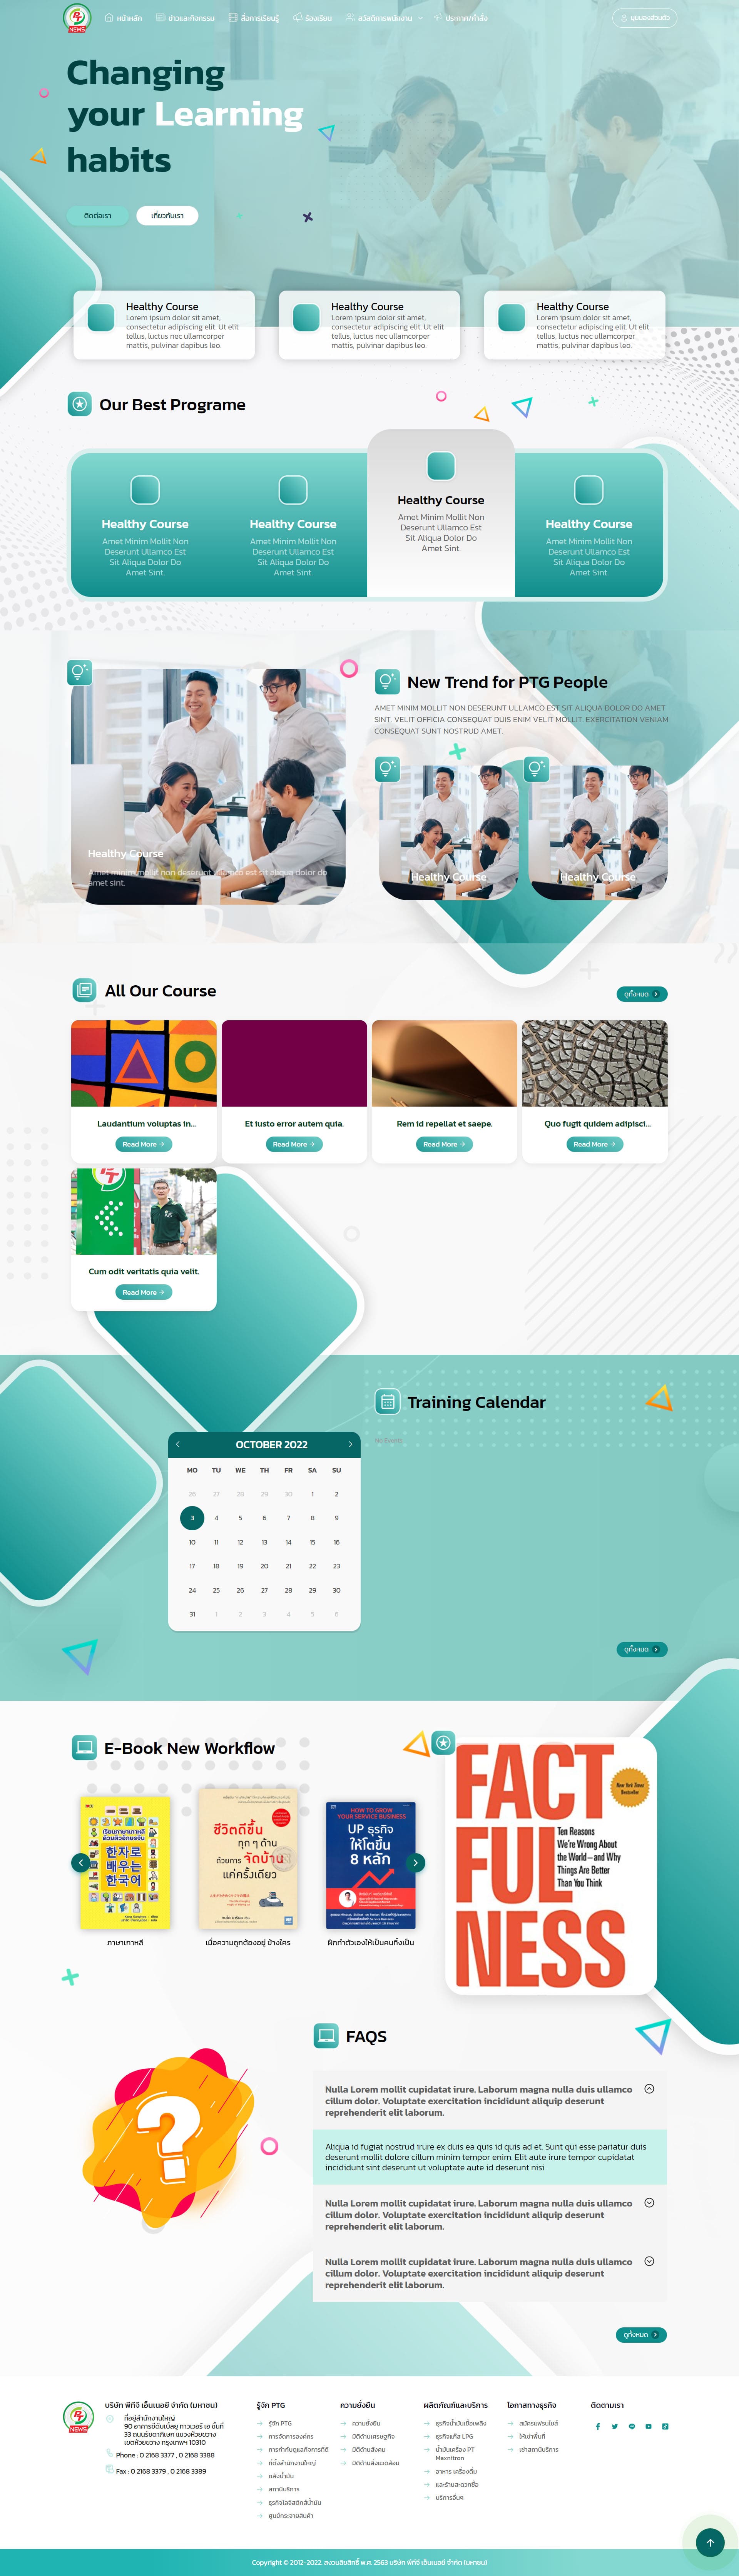 PT
NEWS
หน้าหลัก
ข่าวและกิจกรรม
สื่อการเรียนรู้
ร้องเรียน
สวัสดิการพนักงาน
ประกาศ/คำสั่ง
มุมมองส่วนตัว
Changing
your Learning
habits
ติดต่อเรา
เกี่ยวกับเรา
Healthy Course
Lorem ipsum dolor sit amet,
consectetur adipiscing elit. Ut elit
tellus, luctus nec ullamcorper
mattis, pulvinar dapibus leo.
Healthy Course
Lorem ipsum dolor sit amet,
consectetur adipiscing elit. Ut elit
tellus, luctus nec ullamcorper
mattis, pulvinar dapibus leo.
Healthy Course
Lorem ipsum dolor sit amet,
consectetur adipiscing elit. Ut elit
tellus, luctus nec ullamcorper
mattis, pulvinar dapibus leo.
Our Best Programe
Healthy Course
Amet Minim Mollit Non
Deserunt Ullamco Est
Sit Aliqua Dolor Do
Amet Sint.
Healthy Course
Amet Minim Mollit Non
Deserunt Ullamco Est
Sit Aliqua Dolor Do
Amet Sint.
Healthy Course
Amet Minim Mollit Non
Deserunt Ullamco Est
Sit Aliqua Dolor Do
Amet Sint.
Healthy Course
Amet Minim Mollit Non
Deserunt Ullamco Est
Sit Aliqua Dolor Do
Amet Sint.
Healthy Course
Amet minim mollit non deserunt ullamco est sit aliqua dolor do
amet sint.
New Trend for PTG People
AMET MINIM MOLLIT NON DESERUNT ULLAMCO EST SIT ALIQUA DOLOR DO AMET
SINT. VELIT OFFICIA CONSEQUAT DUIS ENIM VELIT MOLLIT. EXERCITATION VENIAM
CONSEQUAT SUNT NOSTRUD AMET.
Healthy Course
Healthy Course
All Our Course
ดูทั้งหมด
Laudantium voluptas in...
Read More
Et iusto error autem quia.
Read More
Rem id repellat et saepe.
Read More
Quo fugit quidem adipisci...
Read More
Cum odit veritatis quia velit.
Read More
Training Calendar
No Events
OCTOBER 2022
MO TU WE TH FR SA SU
26 27 28 29 30 1 2
3 4 5 6 7 8 9
10 11 12 13 14 15 16
17 18 19 20 21 22 23
24 25 26 27 28 29 30
31 1 2 3 4 5 6
ดูทั้งหมด
E-Book New Workflow
เรียนภาษาเกาหลี
ด้วยตัวอักษรจีน
한자로
배우는
한국어
ภาษาเกาหลี
ชีวิตดีขึ้น
ทุก ๆ ด้าน
ด้วยการ จัดบ้าน
แค่ครั้งเดียว
เมื่อความถูกต้องอยู่ ข้างใคร
HOW TO GROW
YOUR SERVICE BUSINESS
UP ธุรกิจ
ให้โตขึ้น
8 หลัก
ฝึกทำตัวเองให้เป็นคนทึ่งเป็น
FACT
FUL
NESS
New York Times
Bestseller
Ten Reasons
We're Wrong About
the World – and Why
Things Are Better
Than You Think
FAQS
?
Nulla Lorem mollit cupidatat irure. Laborum magna nulla duis ullamco
cillum dolor. Voluptate exercitation incididunt aliquip deserunt
reprehenderit elit laborum.
Aliqua id fugiat nostrud irure ex duis ea quis id quis ad et. Sunt qui esse pariatur duis
deserunt mollit dolore cillum minim tempor enim. Elit aute irure tempor cupidatat
incididunt sint deserunt ut voluptate aute id deserunt nisi.
Nulla Lorem mollit cupidatat irure. Laborum magna nulla duis ullamco
cillum dolor. Voluptate exercitation incididunt aliquip deserunt
reprehenderit elit laborum.
Nulla Lorem mollit cupidatat irure. Laborum magna nulla duis ullamco
cillum dolor. Voluptate exercitation incididunt aliquip deserunt
reprehenderit elit laborum.
ดูทั้งหมด
PT
NEWS
บริษัท พีทีจี เอ็นเนอยี จำกัด (มหาชน)
ที่อยู่สำนักงานใหญ่
90 อาคารซีดับเบิ้ลยู ทาวเวอร์ เอ ชั้นที่
33 ถนนรัชดาภิเษก แขวงห้วยขวาง
เขตห้วยขวาง กรุงเทพฯ 10310
Phone : 0 2168 3377 , 0 2168 3388
Fax : 0 2168 3379 , 0 2168 3389
รู้จัก PTG
รู้จัก PTG
การจัดการองค์กร
การกำกับดูแลกิจการที่ดี
ที่ตั้งสำนักงานใหญ่
คลังน้ำมัน
สถานีบริการ
ธุรกิจโลจิสติกส์น้ำมัน
ศูนย์กระจายสินค้า
ความยั่งยืน
ความยั่งยืน
มิติด้านเศรษฐกิจ
มิติด้านสังคม
มิติด้านสิ่งแวดล้อม
ผลิตภัณฑ์และบริการ
ธุรกิจน้ำมันเชื้อเพลิง
ธุรกิจแก๊ส LPG
น้ำมันเครื่อง PT
Maxnitron
อาหาร เครื่องดื่ม
และร้านสะดวกซื้อ
บริการอื่นๆ
โอกาสทางธุรกิจ
สมัครแฟรนไชส์
ให้เช่าพื้นที่
เช่าสถานีบริการ
ติดตามเรา
Copyright © 2012-2022, สงวนลิขสิทธิ์ พ.ศ. 2563 บริษัท พีทีจี เอ็นเนอยี จำกัด (มหาชน)